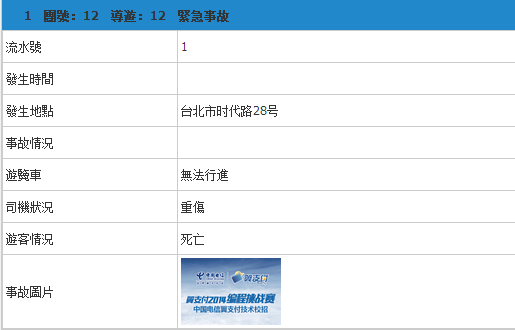 1 團號：12 導遊：12 緊急事故
流水號 1
發生時間
發生地點 台北市时代路28号
事故情況
遊覽車 無法行進
司機狀況 重傷
遊客情況 死亡
事故圖片
中国电信 翼支付
翼支付2014编程挑战赛
中国电信翼支付技术校招